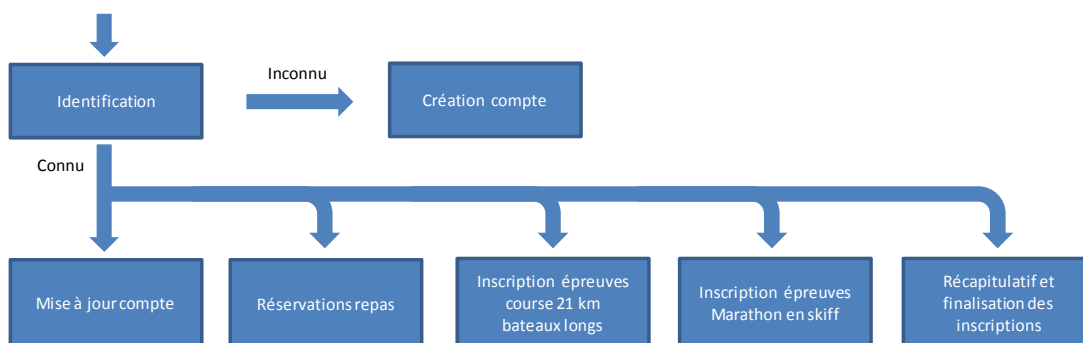 Inconnu
Identification
Création compte
Connu
Mise à jour compte
Réservations repas
Inscription épreuves
course 21 km
bateaux longs
Inscription épreuves
Marathon en skiff
Récapitulatif et
finalisation des
inscriptions